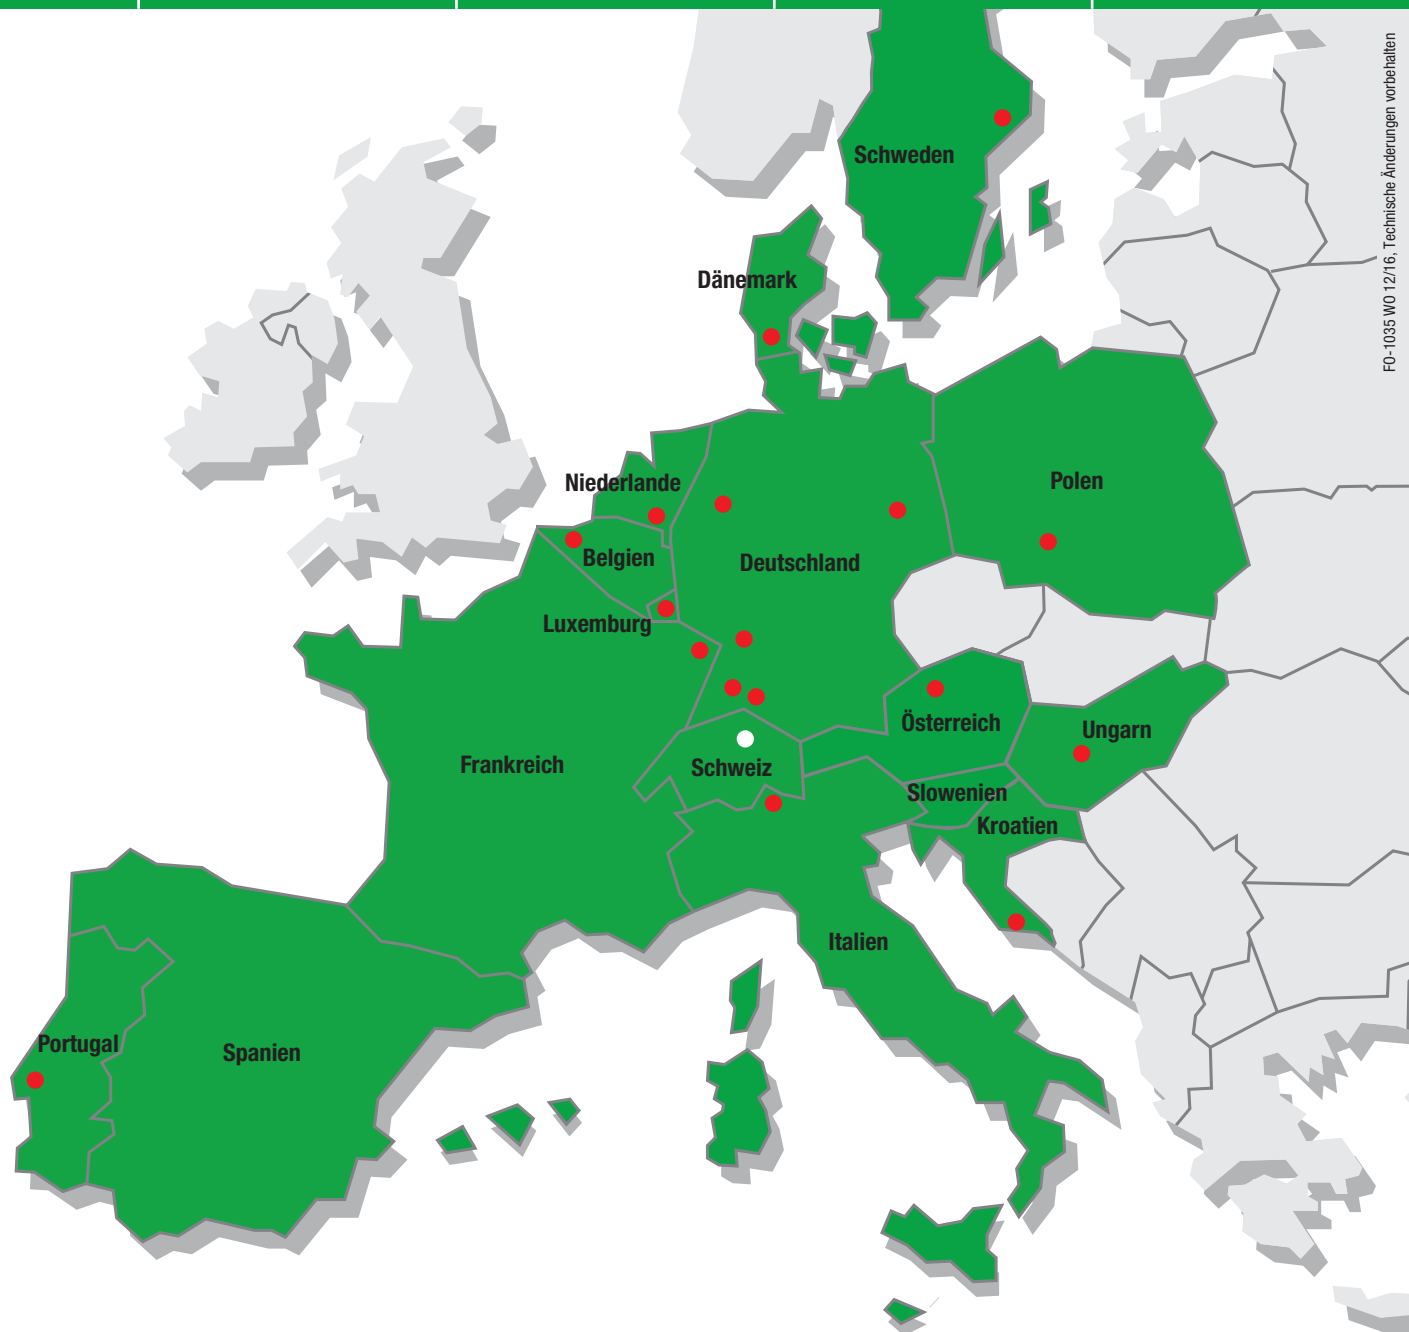 FO-1035 WO 12/16, Technische Änderungen vorbehalten
Schweden
Dänemark
Niederlande
Polen
Belgien
Deutschland
Luxemburg
Österreich
Ungarn
Frankreich
Schweiz
Slowenien
Kroatien
Italien
Portugal
Spanien